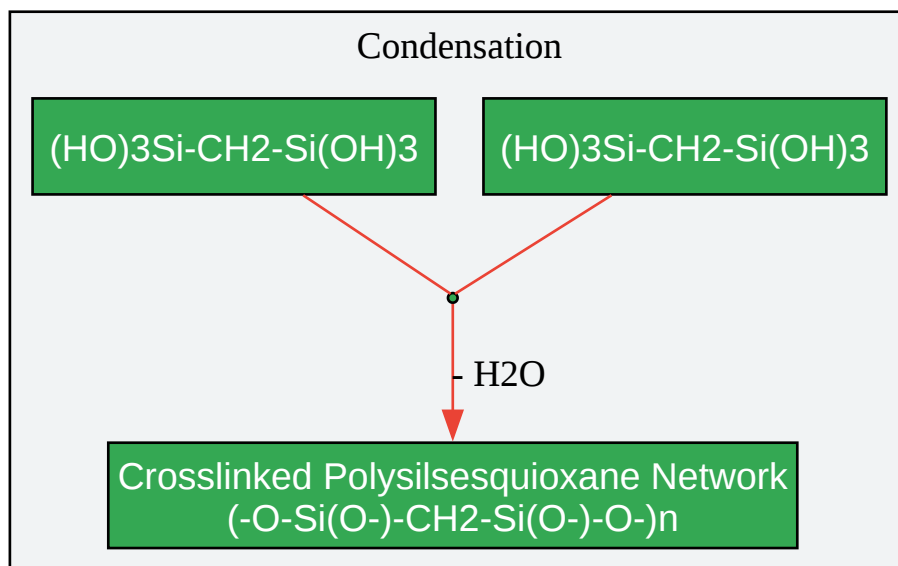 Condensation
(HO)3Si-CH2-Si(OH)3
(HO)3Si-CH2-Si(OH)3
- H2O
Crosslinked Polysilsesquioxane Network
(-O-Si(O-)-CH2-Si(O-)-O-)n